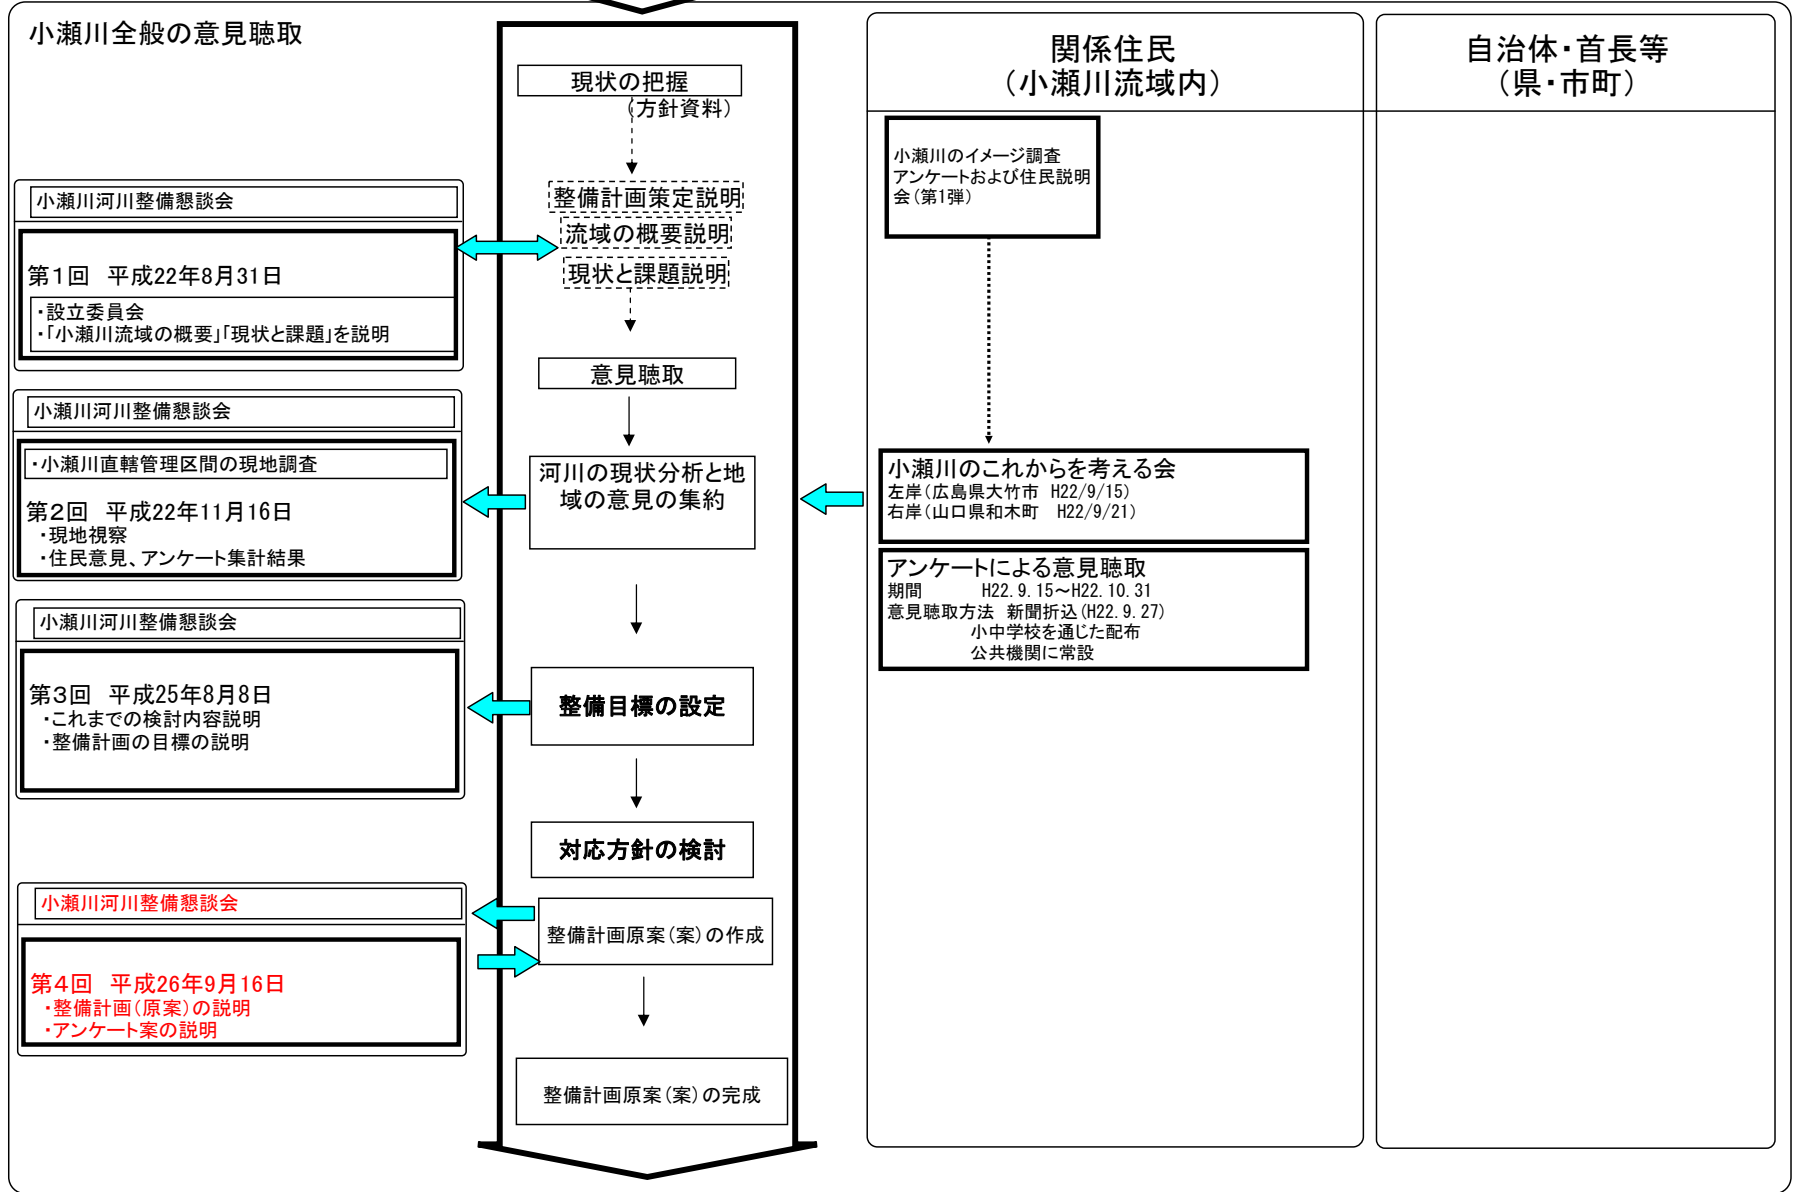 小瀬川全般の意見聴取
現状の把握
(方針資料)
整備計画策定説明
流域の概要説明
現状と課題説明
意見聴取
河川の現状分析と地
域の意見の集約
整備目標の設定
対応方針の検討
整備計画原案(案)の作成
整備計画原案(案)の完成
小瀬川河川整備懇談会
第1回 平成22年8月31日
・設立委員会
・「小瀬川流域の概要」「現状と課題」を説明
小瀬川河川整備懇談会
・小瀬川直轄管理区間の現地調査
第2回 平成22年11月16日
・現地視察
・住民意見、アンケート集計結果
小瀬川河川整備懇談会
第3回 平成25年8月8日
・これまでの検討内容説明
・整備計画の目標の説明
小瀬川河川整備懇談会
第4回 平成26年9月16日
・整備計画(原案)の説明
・アンケート案の説明
関係住民
(小瀬川流域内)
小瀬川のイメージ調査
アンケートおよび住民説明
会(第1弾)
小瀬川のこれからを考える会
左岸(広島県大竹市 H22/9/15)
右岸(山口県和木町 H22/9/21)
アンケートによる意見聴取
期間 H22.9.15~H22.10.31
意見聴取方法 新聞折込(H22.9.27)
小中学校を通じた配布
公共機関に常設
自治体・首長等
(県・市町)